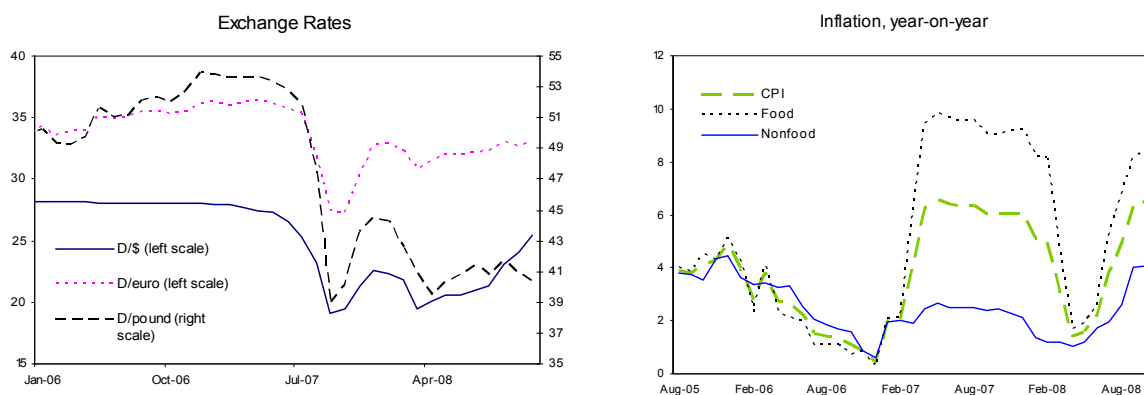 Exchange Rates
40
35
30
25
20
15
55
53
51
49
47
45
43
41
39
37
35
D/$ (left scale)
D/euro (left scale)
D/pound (right
scale)
Jan-06 Oct-06 Jul-07 Apr-08
Inflation, year-on-year
12
10
8
6
4
2
0
CPI
Food
Nonfood
Aug-05 Feb-06 Aug-06 Feb-07 Aug-07 Feb-08 Aug-08